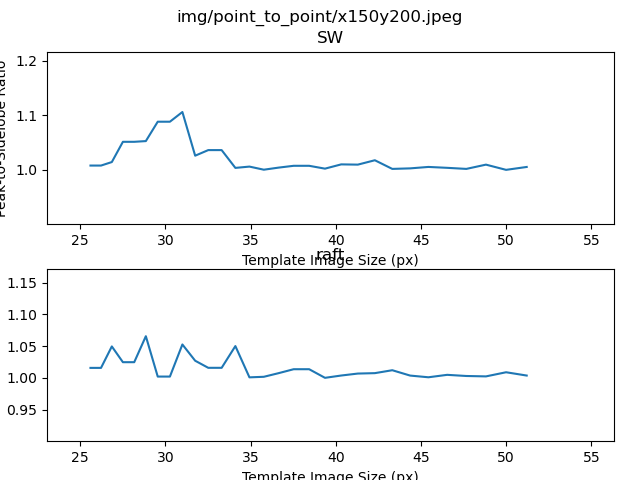 img/point_to_point/x150y200.jpeg
SW
Peak-to-Sidelobe Ratio
1.2
1.1
1.0
25 30 35 40 45 50 55
Template Image Size (px)
raft
1.15
1.10
1.05
1.00
0.95
25 30 35 40 45 50 55
Template Image Size (px)